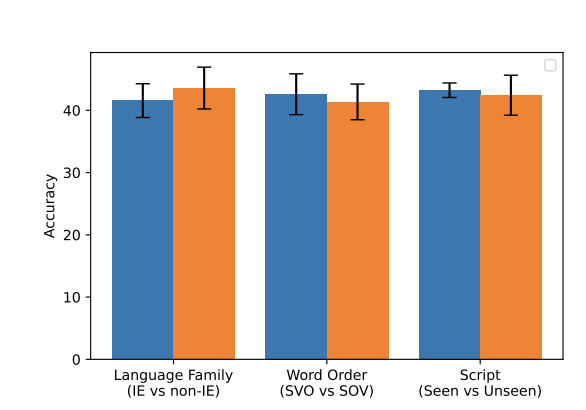 40
30
20
10
0
Accuracy
Language Family
(IE vs non-IE)
Word Order
(SVO vs SOV)
Script
(Seen vs Unseen)